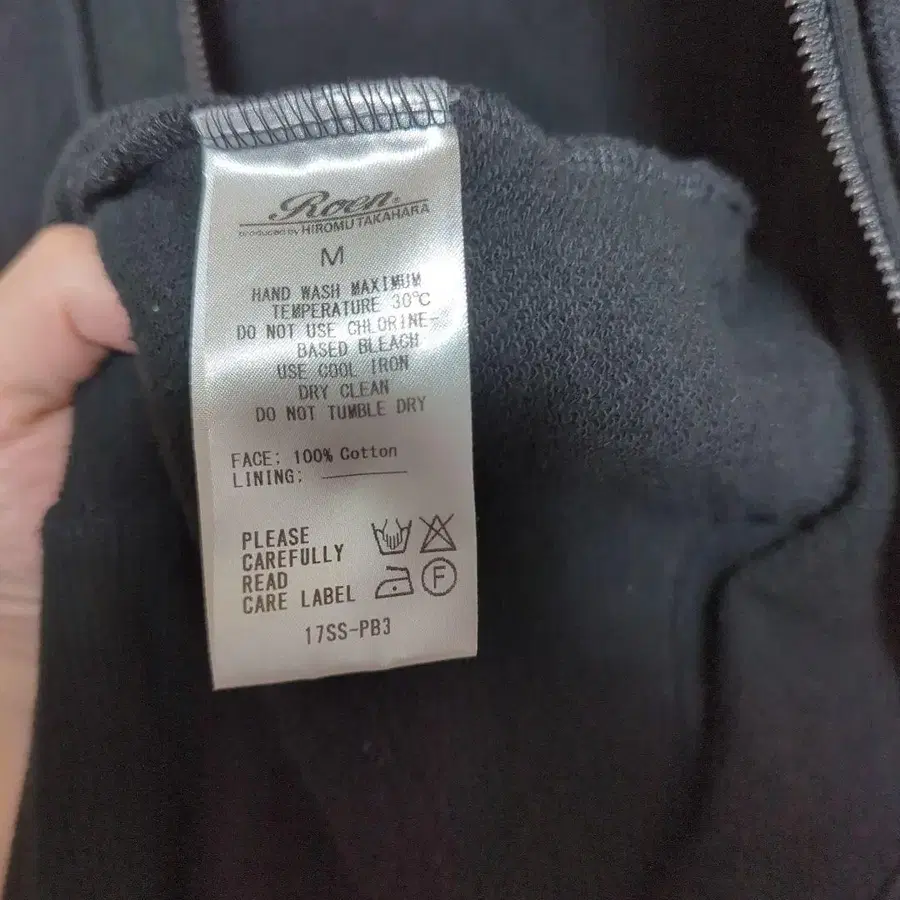 Roen®
produced by HIROMU TAKAHARA
M
HAND WASH MAXIMUM
TEMPERATURE 30℃
DO NOT USE CHLORINE-
BASED BLEACH
USE COOL IRON
DRY CLEAN
DO NOT TUMBLE DRY
FACE: 100% Cotton
LINING:
PLEASE
CAREFULLY
READ
CARE LABEL
F
17SS-PB3